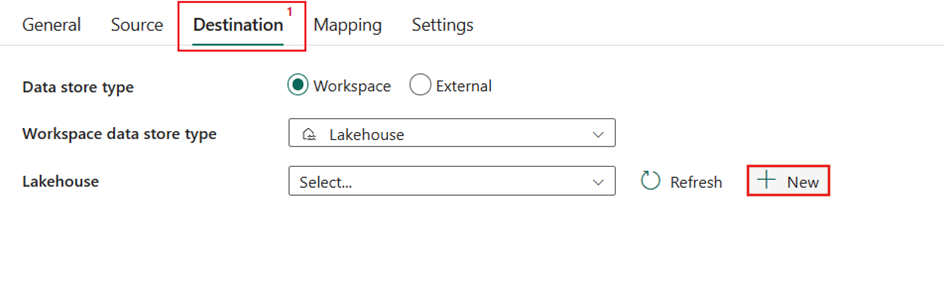 General Source Destination 1 Mapping Settings
Data store type Workspace External
Workspace data store type Lakehouse
Lakehouse Select... Refresh New